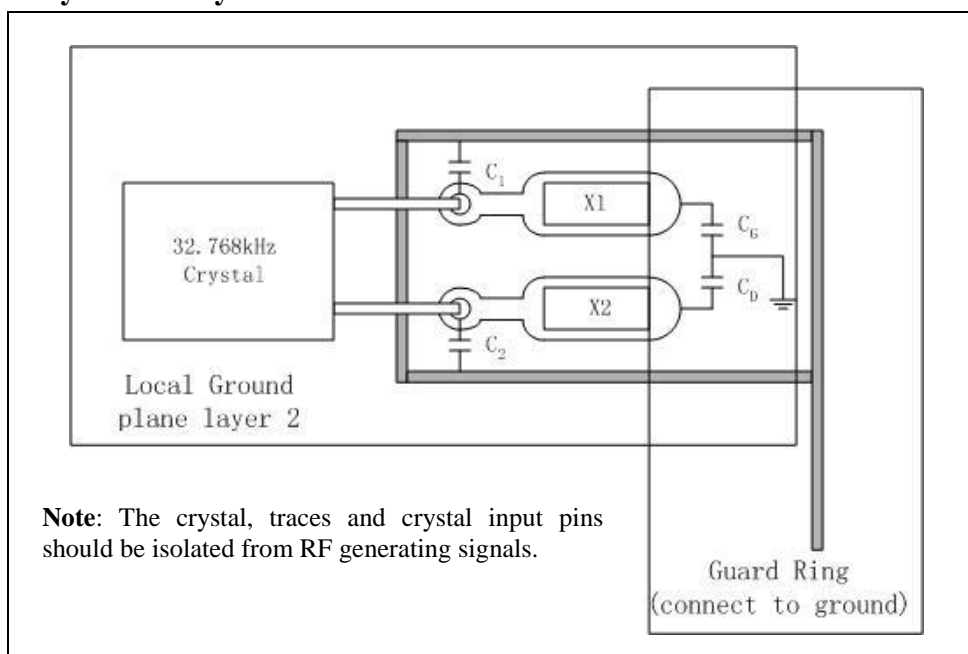 C1
X1
CG
32.768kHz
Crystal
CD
X2
C2
Local Ground
plane layer 2
Note: The crystal, traces and crystal input pins
should be isolated from RF generating signals.
Guard Ring
(connect to ground)